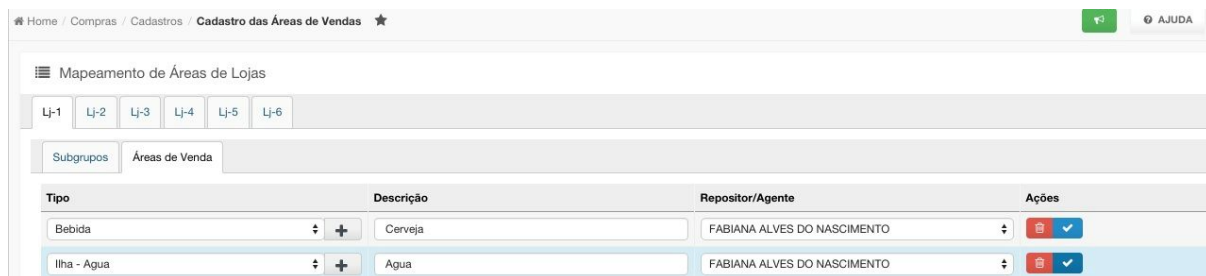 Home / Compras / Cadastros / Cadastro das Áreas de Vendas AJUDA
Mapeamento de Áreas de Lojas
Lj-1 Lj-2 Lj-3 Lj-4 Lj-5 Lj-6
Subgrupos Áreas de Venda
Tipo Descrição Repositor/Agente Ações
Bebida Cerveja FABIANA ALVES DO NASCIMENTO
Ilha - Agua Agua FABIANA ALVES DO NASCIMENTO